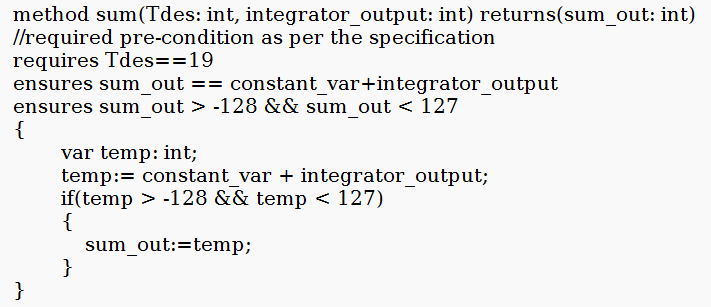 method sum(Tdes: int, integrator_output: int) returns(sum_out: int)
//required pre-condition as per the specification
requires Tdes==19
ensures sum_out == constant_var+integrator_output
ensures sum_out > -128 && sum_out < 127
{
var temp: int;
temp:= constant_var + integrator_output;
if(temp > -128 && temp < 127)
{
sum_out:=temp;
}
}